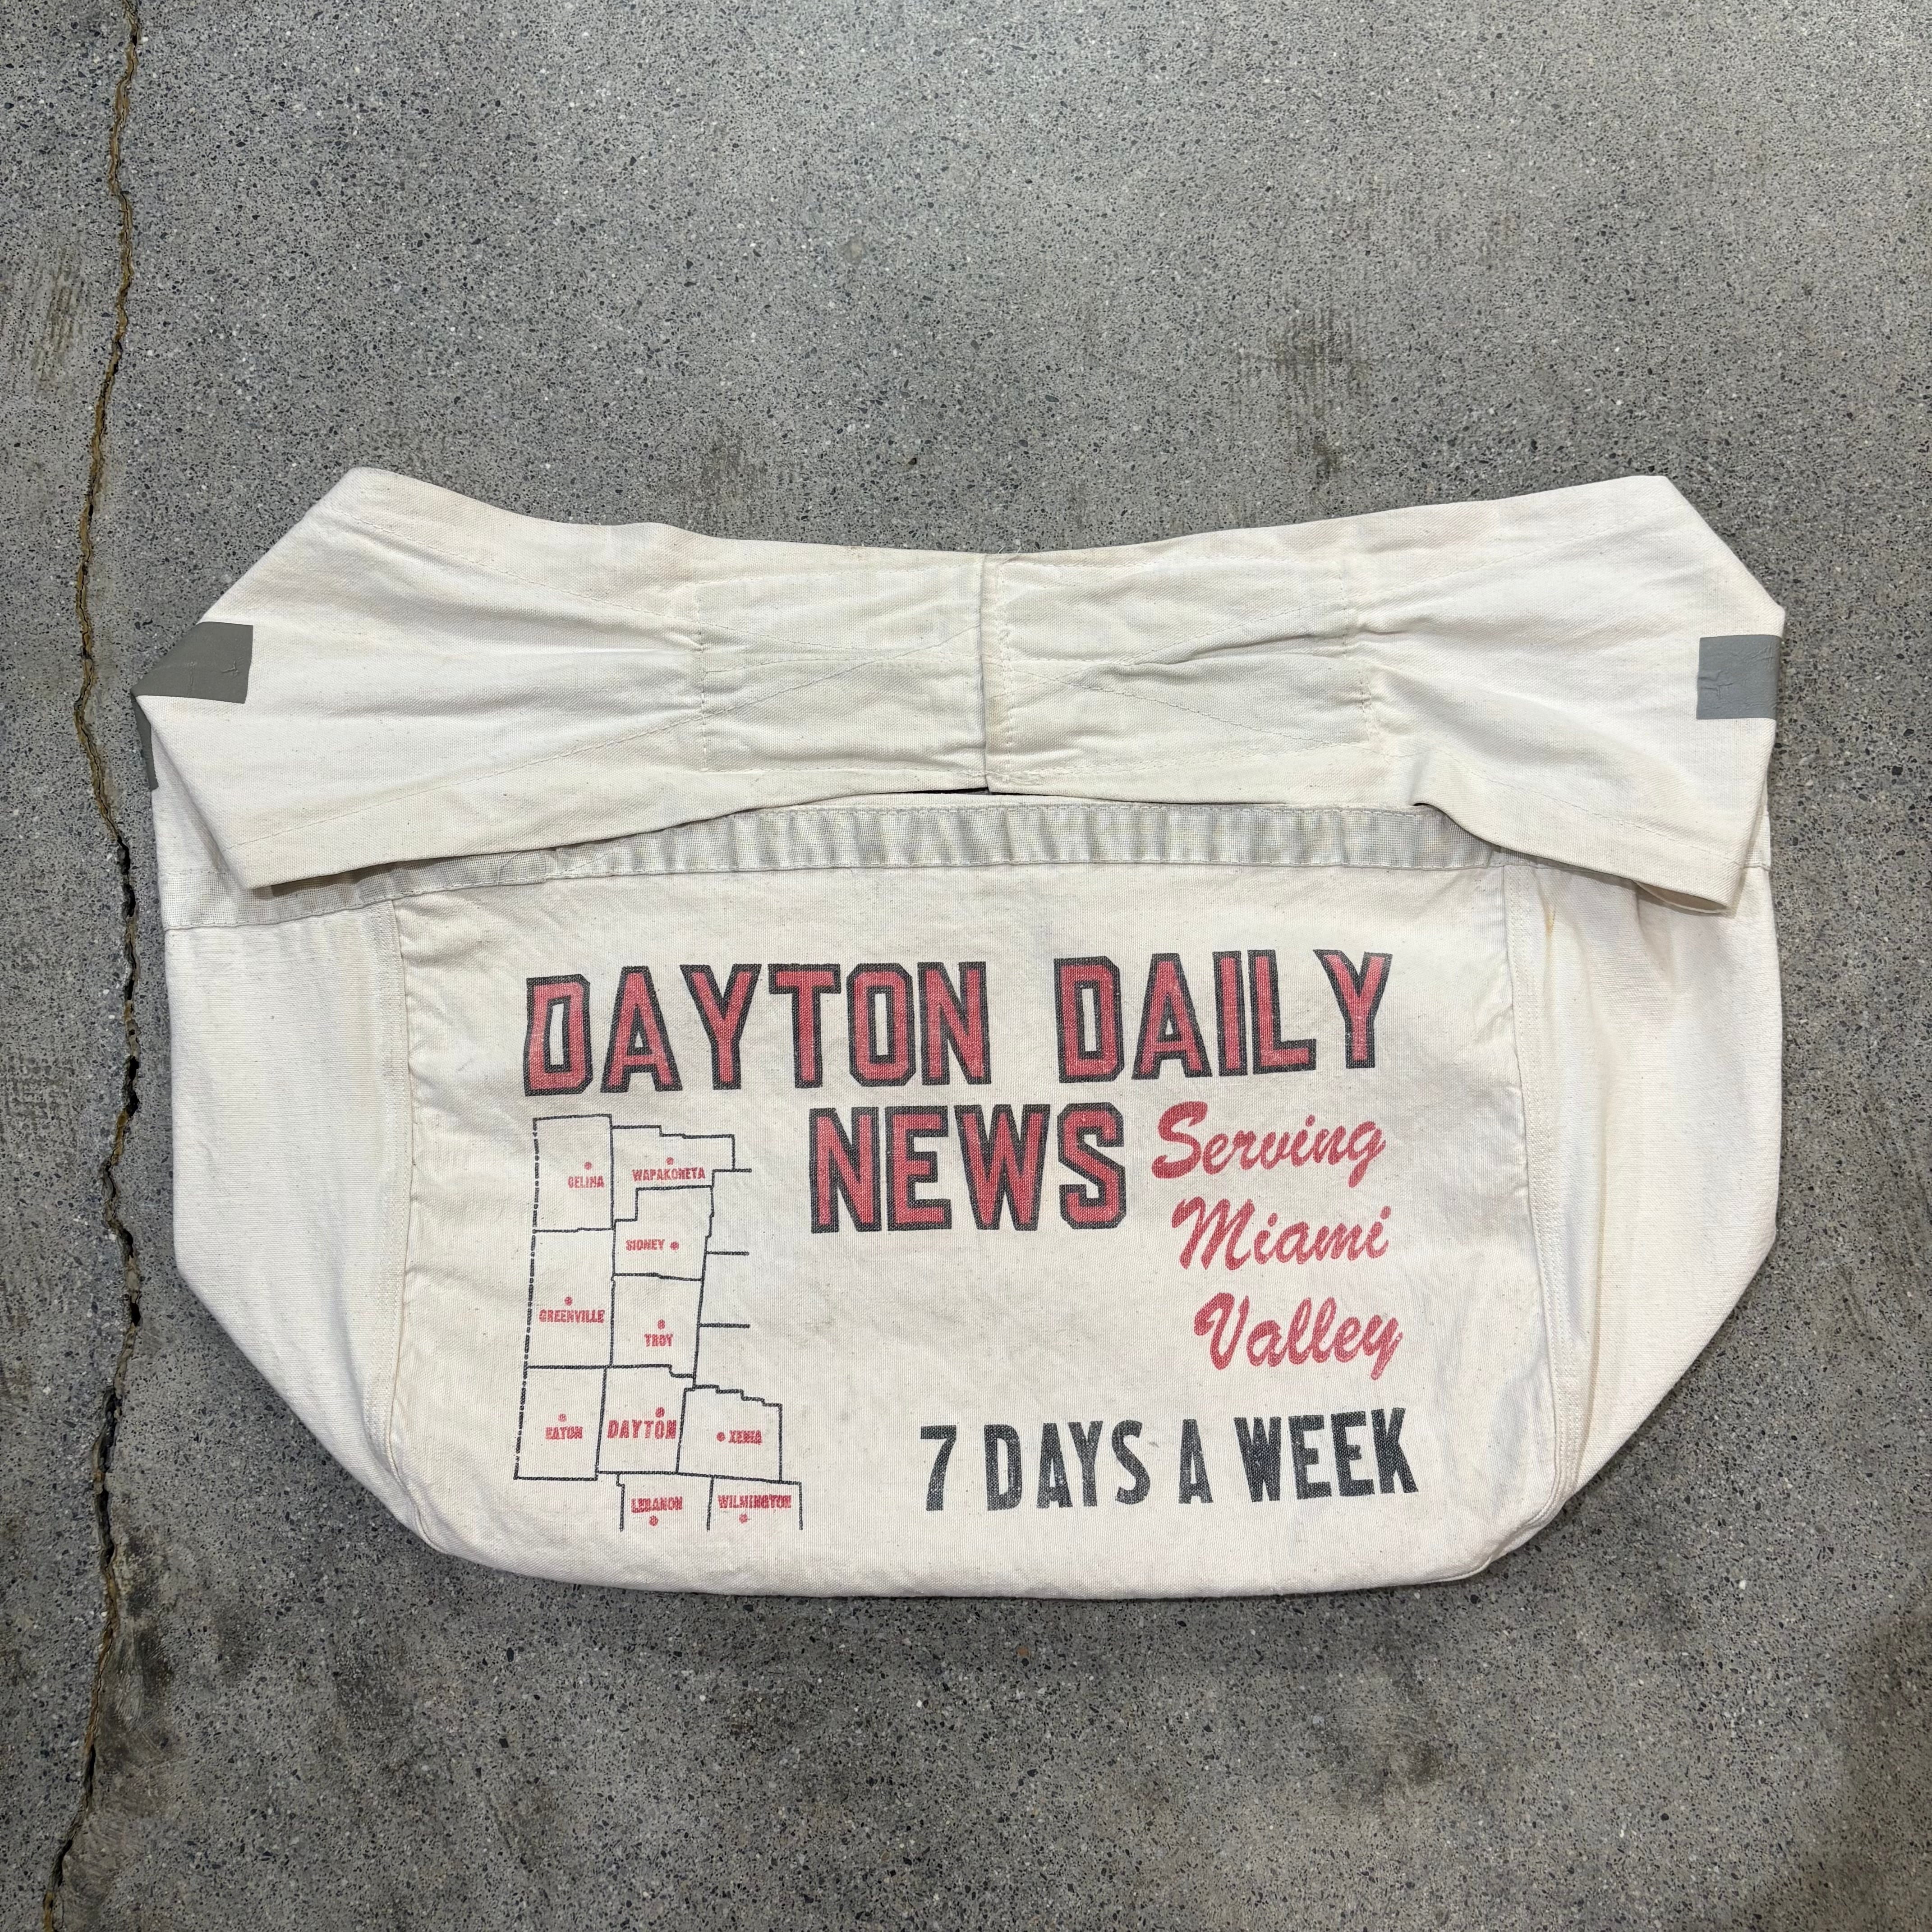 DAYTON DAILY
NEWS
Serving
Miami
Valley
7 DAYS A WEEK
CELINA
WAPAKONETA
SIDNEY
GREENVILLE
TROY
EATON
DAYTON
XENIA
LEBANON
WILMINGTON